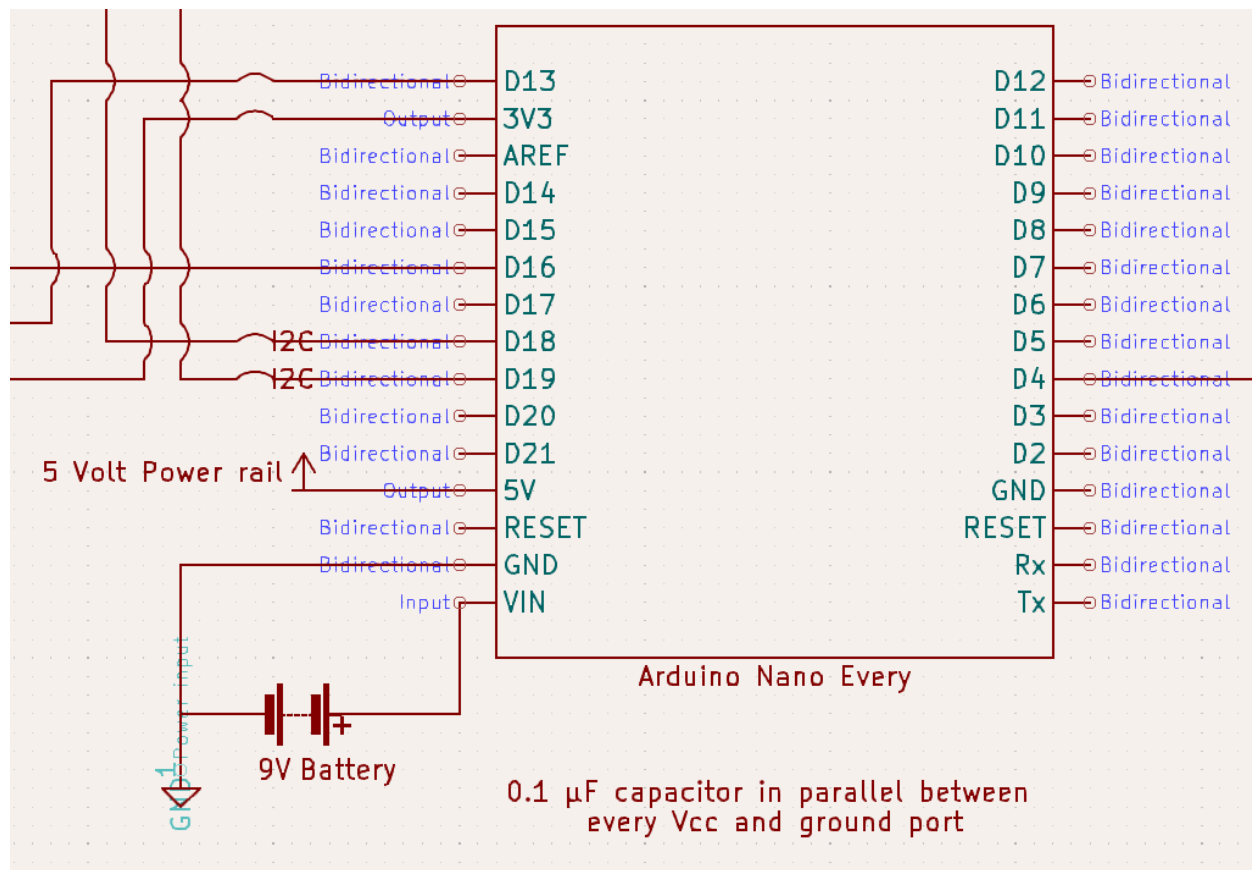 Bidirectional D13 D12 Bidirectional
Output 3V3 D11 Bidirectional
Bidirectional AREF D10 Bidirectional
Bidirectional D14 D9 Bidirectional
Bidirectional D15 D8 Bidirectional
Bidirectional D16 D7 Bidirectional
Bidirectional D17 D6 Bidirectional
I2C Bidirectional D18 D5 Bidirectional
I2C Bidirectional D19 D4 Bidirectional
Bidirectional D20 D3 Bidirectional
Bidirectional D21 D2 Bidirectional
5 Volt Power rail
Output 5V GND Bidirectional
Bidirectional RESET RESET Bidirectional
Bidirectional GND Rx Bidirectional
Input VIN Tx Bidirectional
Arduino Nano Every
Power input
1
+
9V Battery
GND
0.1 µF capacitor in parallel between
every Vcc and ground port